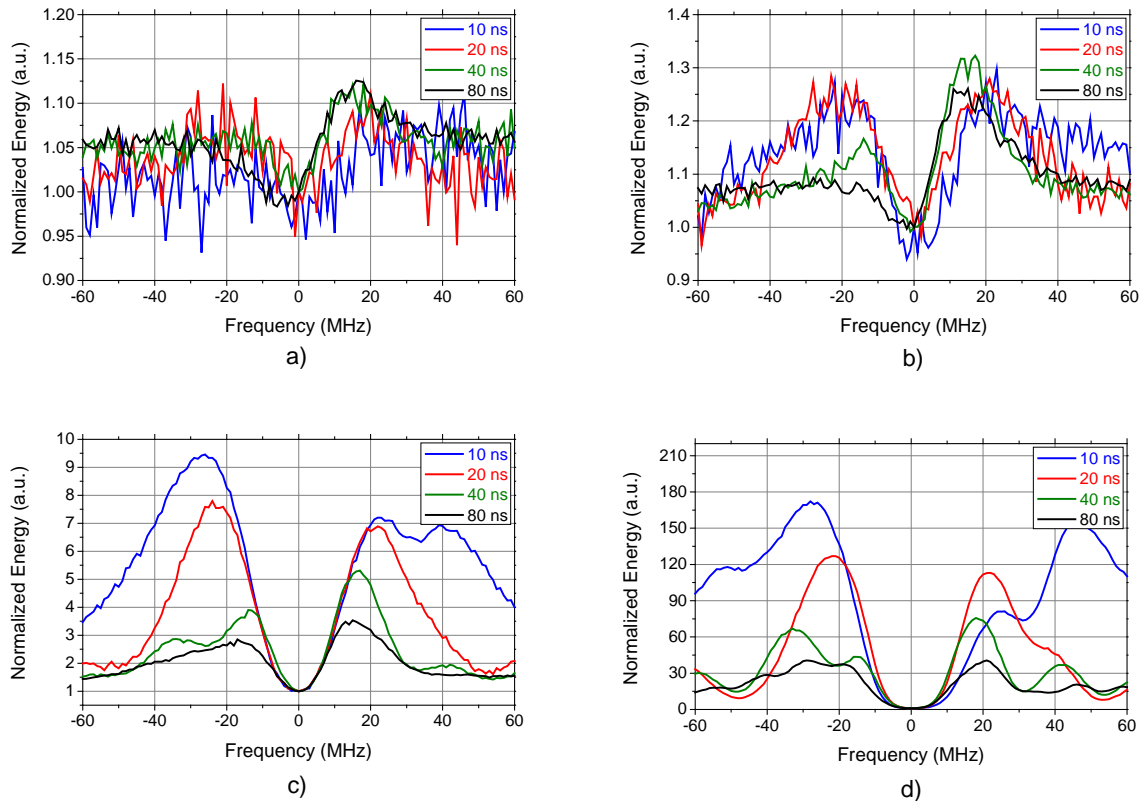 1.25
1.20
1.15
1.10
1.05
1.00
0.95
0.90
Normalized Energy (a.u.)
-60 -40 -20 0 20 40 60
Frequency (MHz)
10 ns
20 ns
40 ns
80 ns
a)
1.4
1.3
1.2
1.1
1.0
0.9
Normalized Energy (a.u.)
-60 -40 -20 0 20 40 60
Frequency (MHz)
10 ns
20 ns
40 ns
80 ns
b)
10
9
8
7
6
5
4
3
2
1
Normalized Energy (a.u.)
-60 -40 -20 0 20 40 60
Frequency (MHz)
10 ns
20 ns
40 ns
80 ns
c)
210
180
150
120
90
60
30
0
Normalized Energy (a.u.)
-60 -40 -20 0 20 40 60
Frequency (MHz)
10 ns
20 ns
40 ns
80 ns
d)